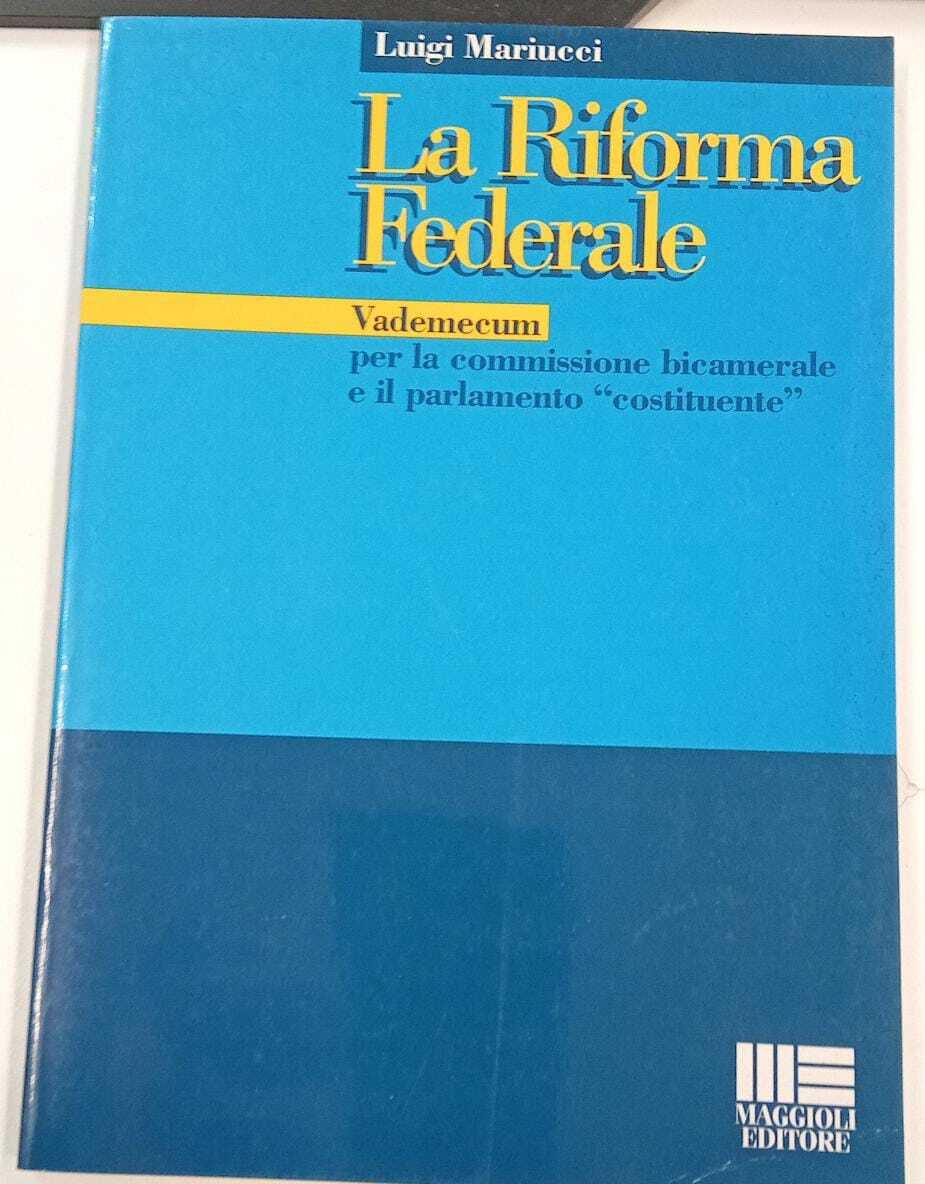 Luigi Mariucci
La Riforma
Federale
Vademecum
per la commissione bicamerale
e il parlamento “costituente”
MAGGIOLI
EDITORE